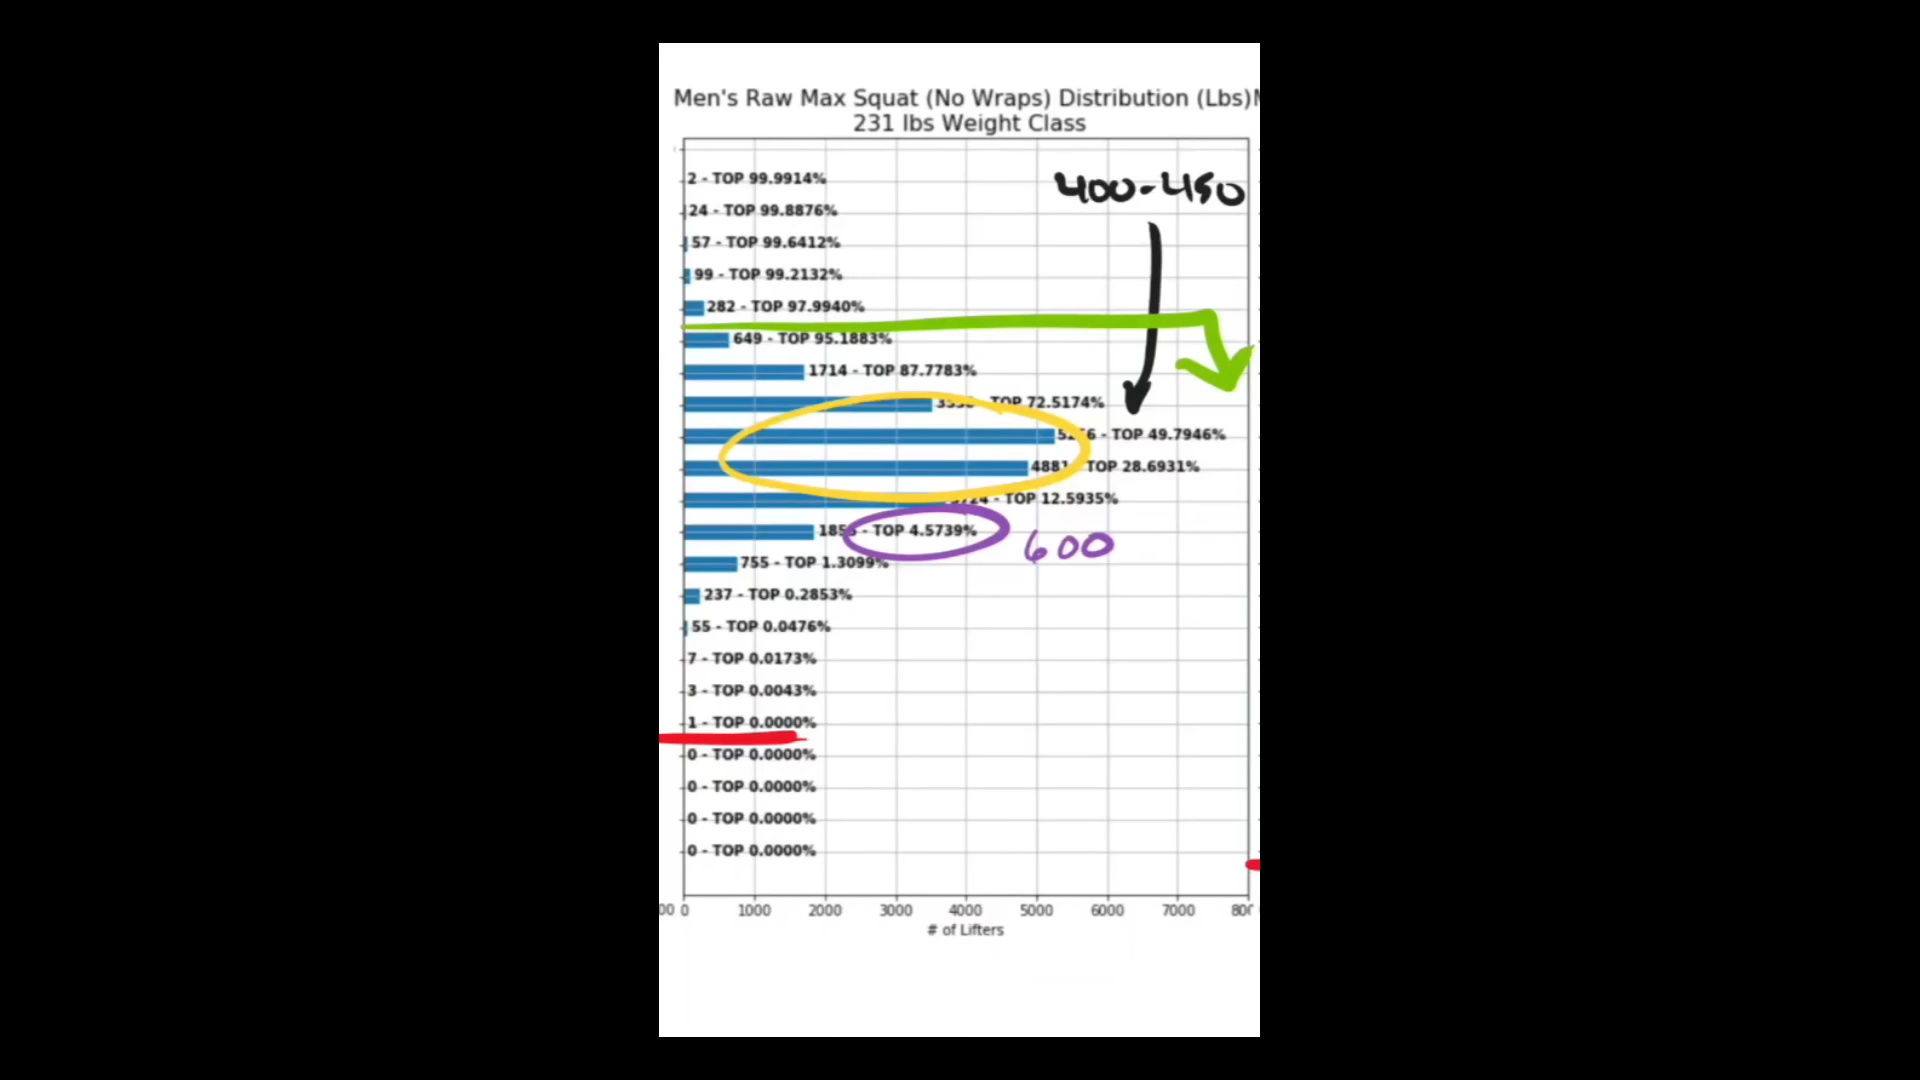 Men's Raw Max Squat (No Wraps) Distribution (Lbs)
231 lbs Weight Class
400-450
2 - TOP 99.9914%
24 - TOP 99.8876%
57 - TOP 99.6412%
99 - TOP 99.2132%
282 - TOP 97.9940%
649 - TOP 95.1883%
1714 - TOP 87.7783%
- TOP 72.5174%
- TOP 49.7946%
4881 - TOP 28.6931%
- TOP 12.5935%
- TOP 4.5739%
600
755 - TOP 1.3099%
237 - TOP 0.2853%
55 - TOP 0.0476%
7 - TOP 0.0173%
3 - TOP 0.0043%
1 - TOP 0.0000%
0 - TOP 0.0000%
0 - TOP 0.0000%
0 - TOP 0.0000%
0 - TOP 0.0000%
0 1000 2000 3000 4000 5000 6000 7000
# of Lifters